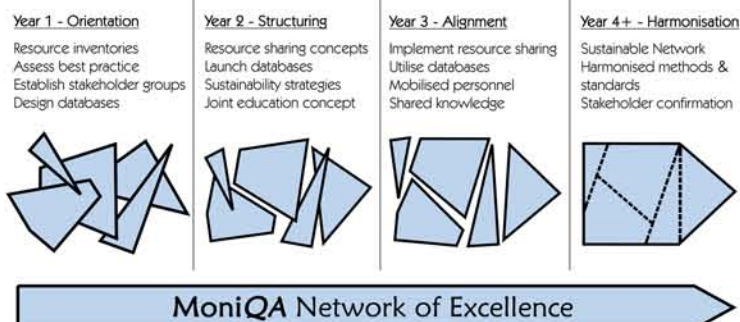 Year 1 - Orientation
Resource inventories
Assess best practice
Establish stakeholder groups
Design databases
Year 2 - Structuring
Resource sharing concepts
Launch databases
Sustainability strategies
Joint education concept
Year 3 - Alignment
Implement resource sharing
Utilise databases
Mobilised personnel
Shared knowledge
Year 4+ - Harmonisation
Sustainable Network
Harmonised methods &
standards
Stakeholder confirmation
MoniQA Network of Excellence